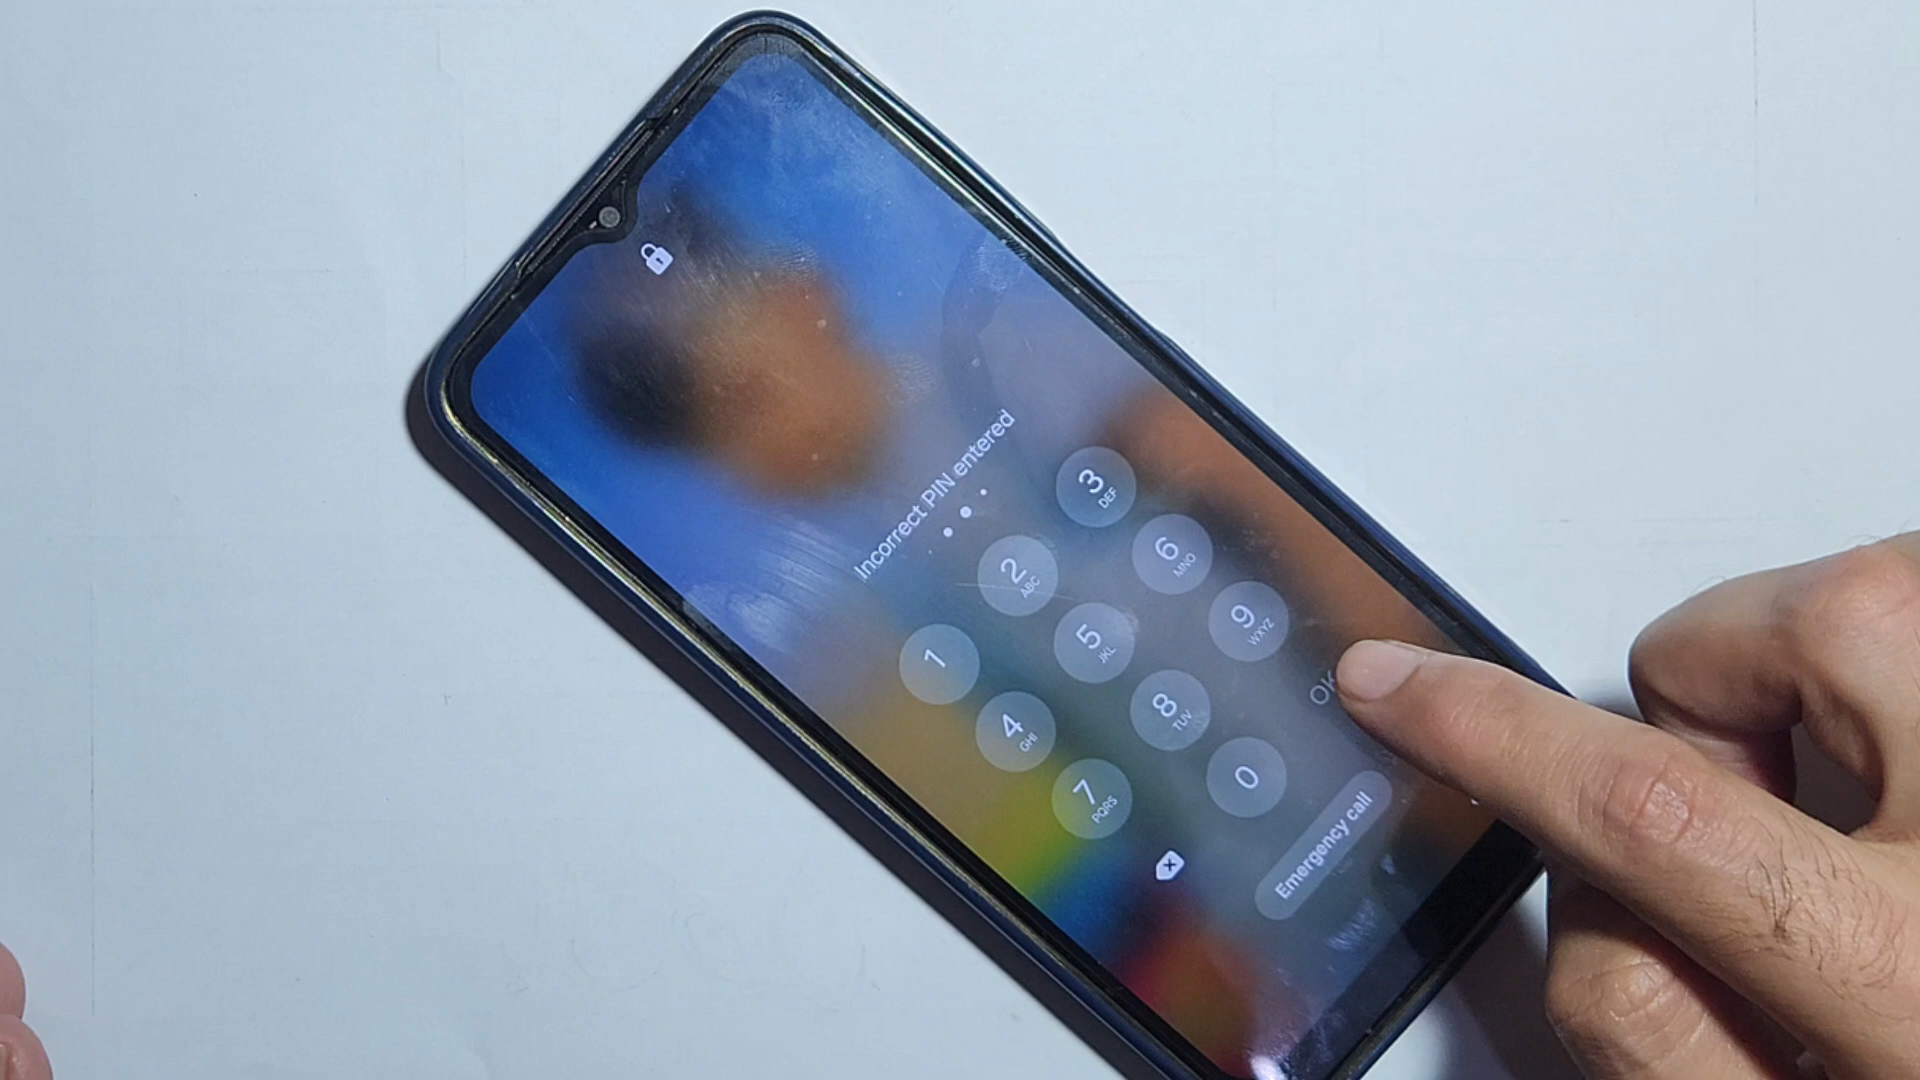 Incorrect PIN entered
1
2 ABC
3 DEF
4 GHI
5 JKL
6 MNO
7 PQRS
8 TUV
9 WXYZ
0
OK
Emergency call